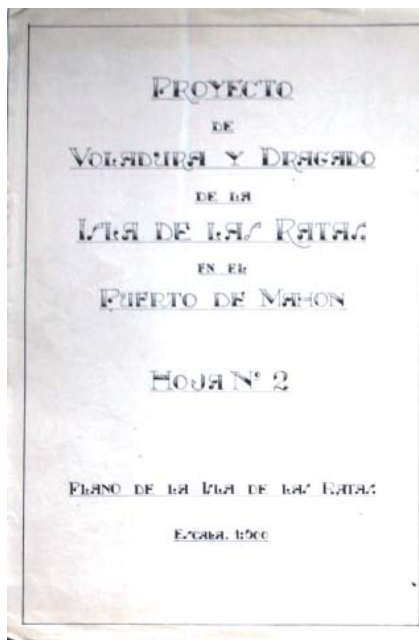 PROYECTO
DE
VOLADURA Y DRAGADO
DE LA
ISLA DE LAS RATAS
EN EL
PUERTO DE MAHON
HOJA Nº 2
PLANO DE LA ISLA DE LAS RATAS
ESCALA, 1:500